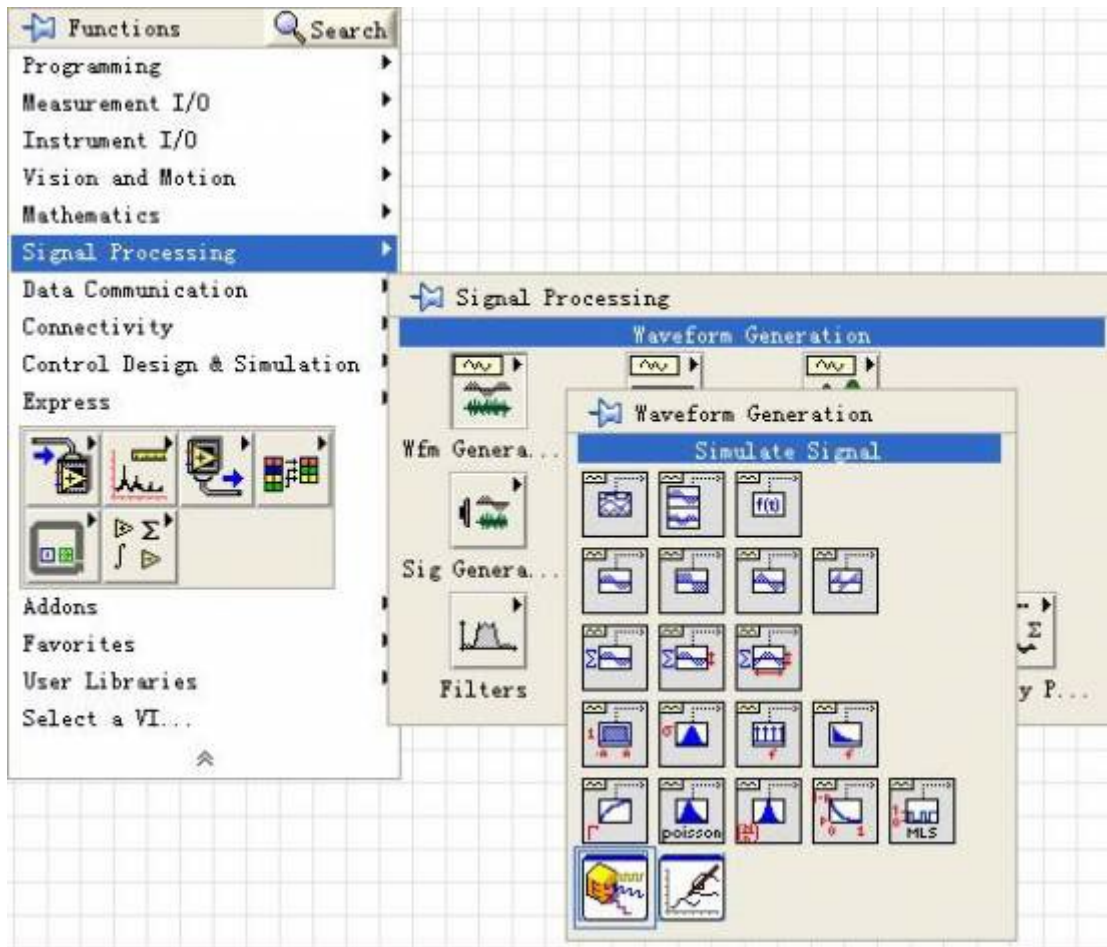 Functions
Search
Programming
Measurement I/O
Instrument I/O
Vision and Motion
Mathematics
Signal Processing
Data Communication
Connectivity
Control Design & Simulation
Express
Addons
Favorites
User Libraries
Select a VI...
Signal Processing
Waveform Generation
Wfm Genera...
Sig Genera...
Filters
y P...
Waveform Generation
Simulate Signal
f(t)
poisson
MLS